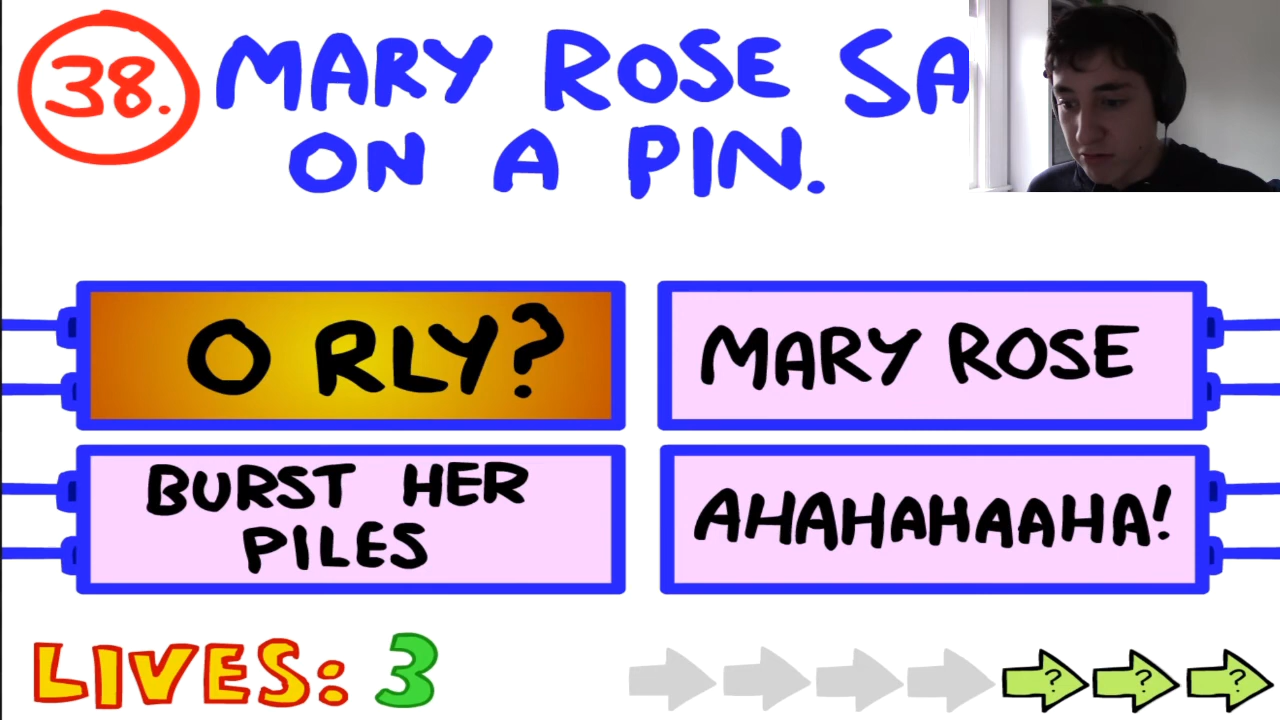 38. MARY ROSE SA
ON A PIN.
O RLY?
MARY ROSE
BURST HER
PILES
AHAHAHAAHA!
LIVES: 3
? ? ?